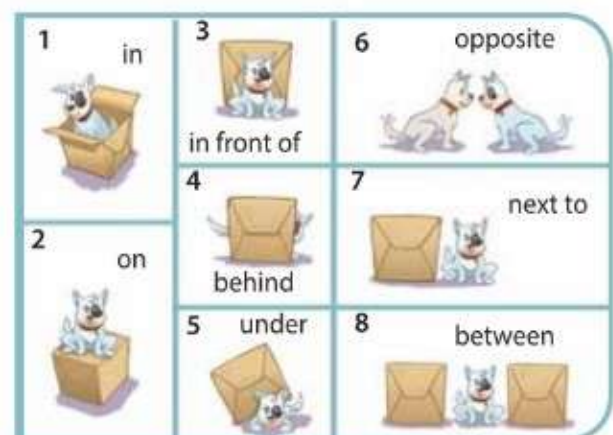 1
in
2
on
3
in front of
4
behind
5
under
6
opposite
7
next to
8
between